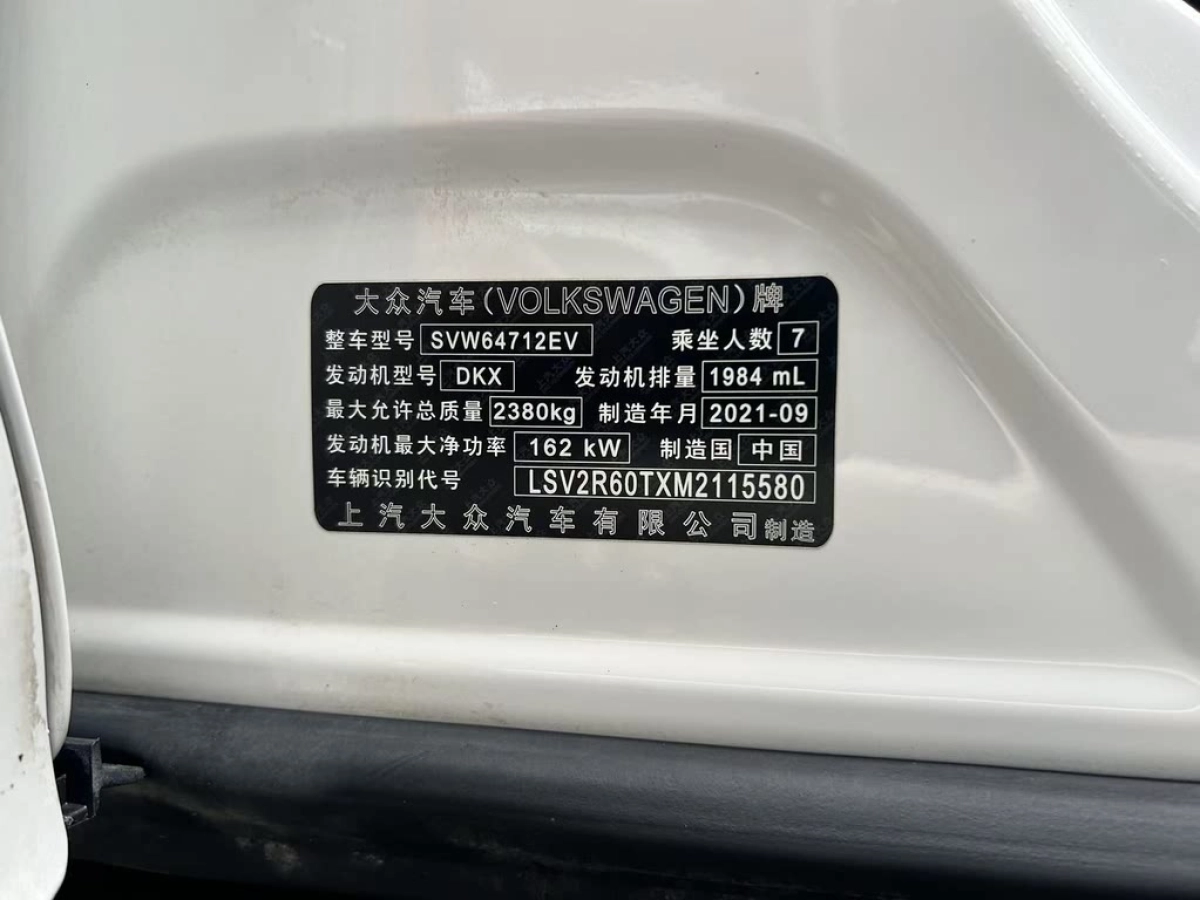 大众汽车(VOLKSWAGEN)牌
整车型号 SVW64712EV 乘坐人数 7
发动机型号 DKX 发动机排量 1984 mL
最大允许总质量 2380kg 制造年月 2021-09
发动机最大净功率 162 kW 制造国 中国
车辆识别代号 LSV2R60TXM2115580
上汽大众汽车有限公司制造